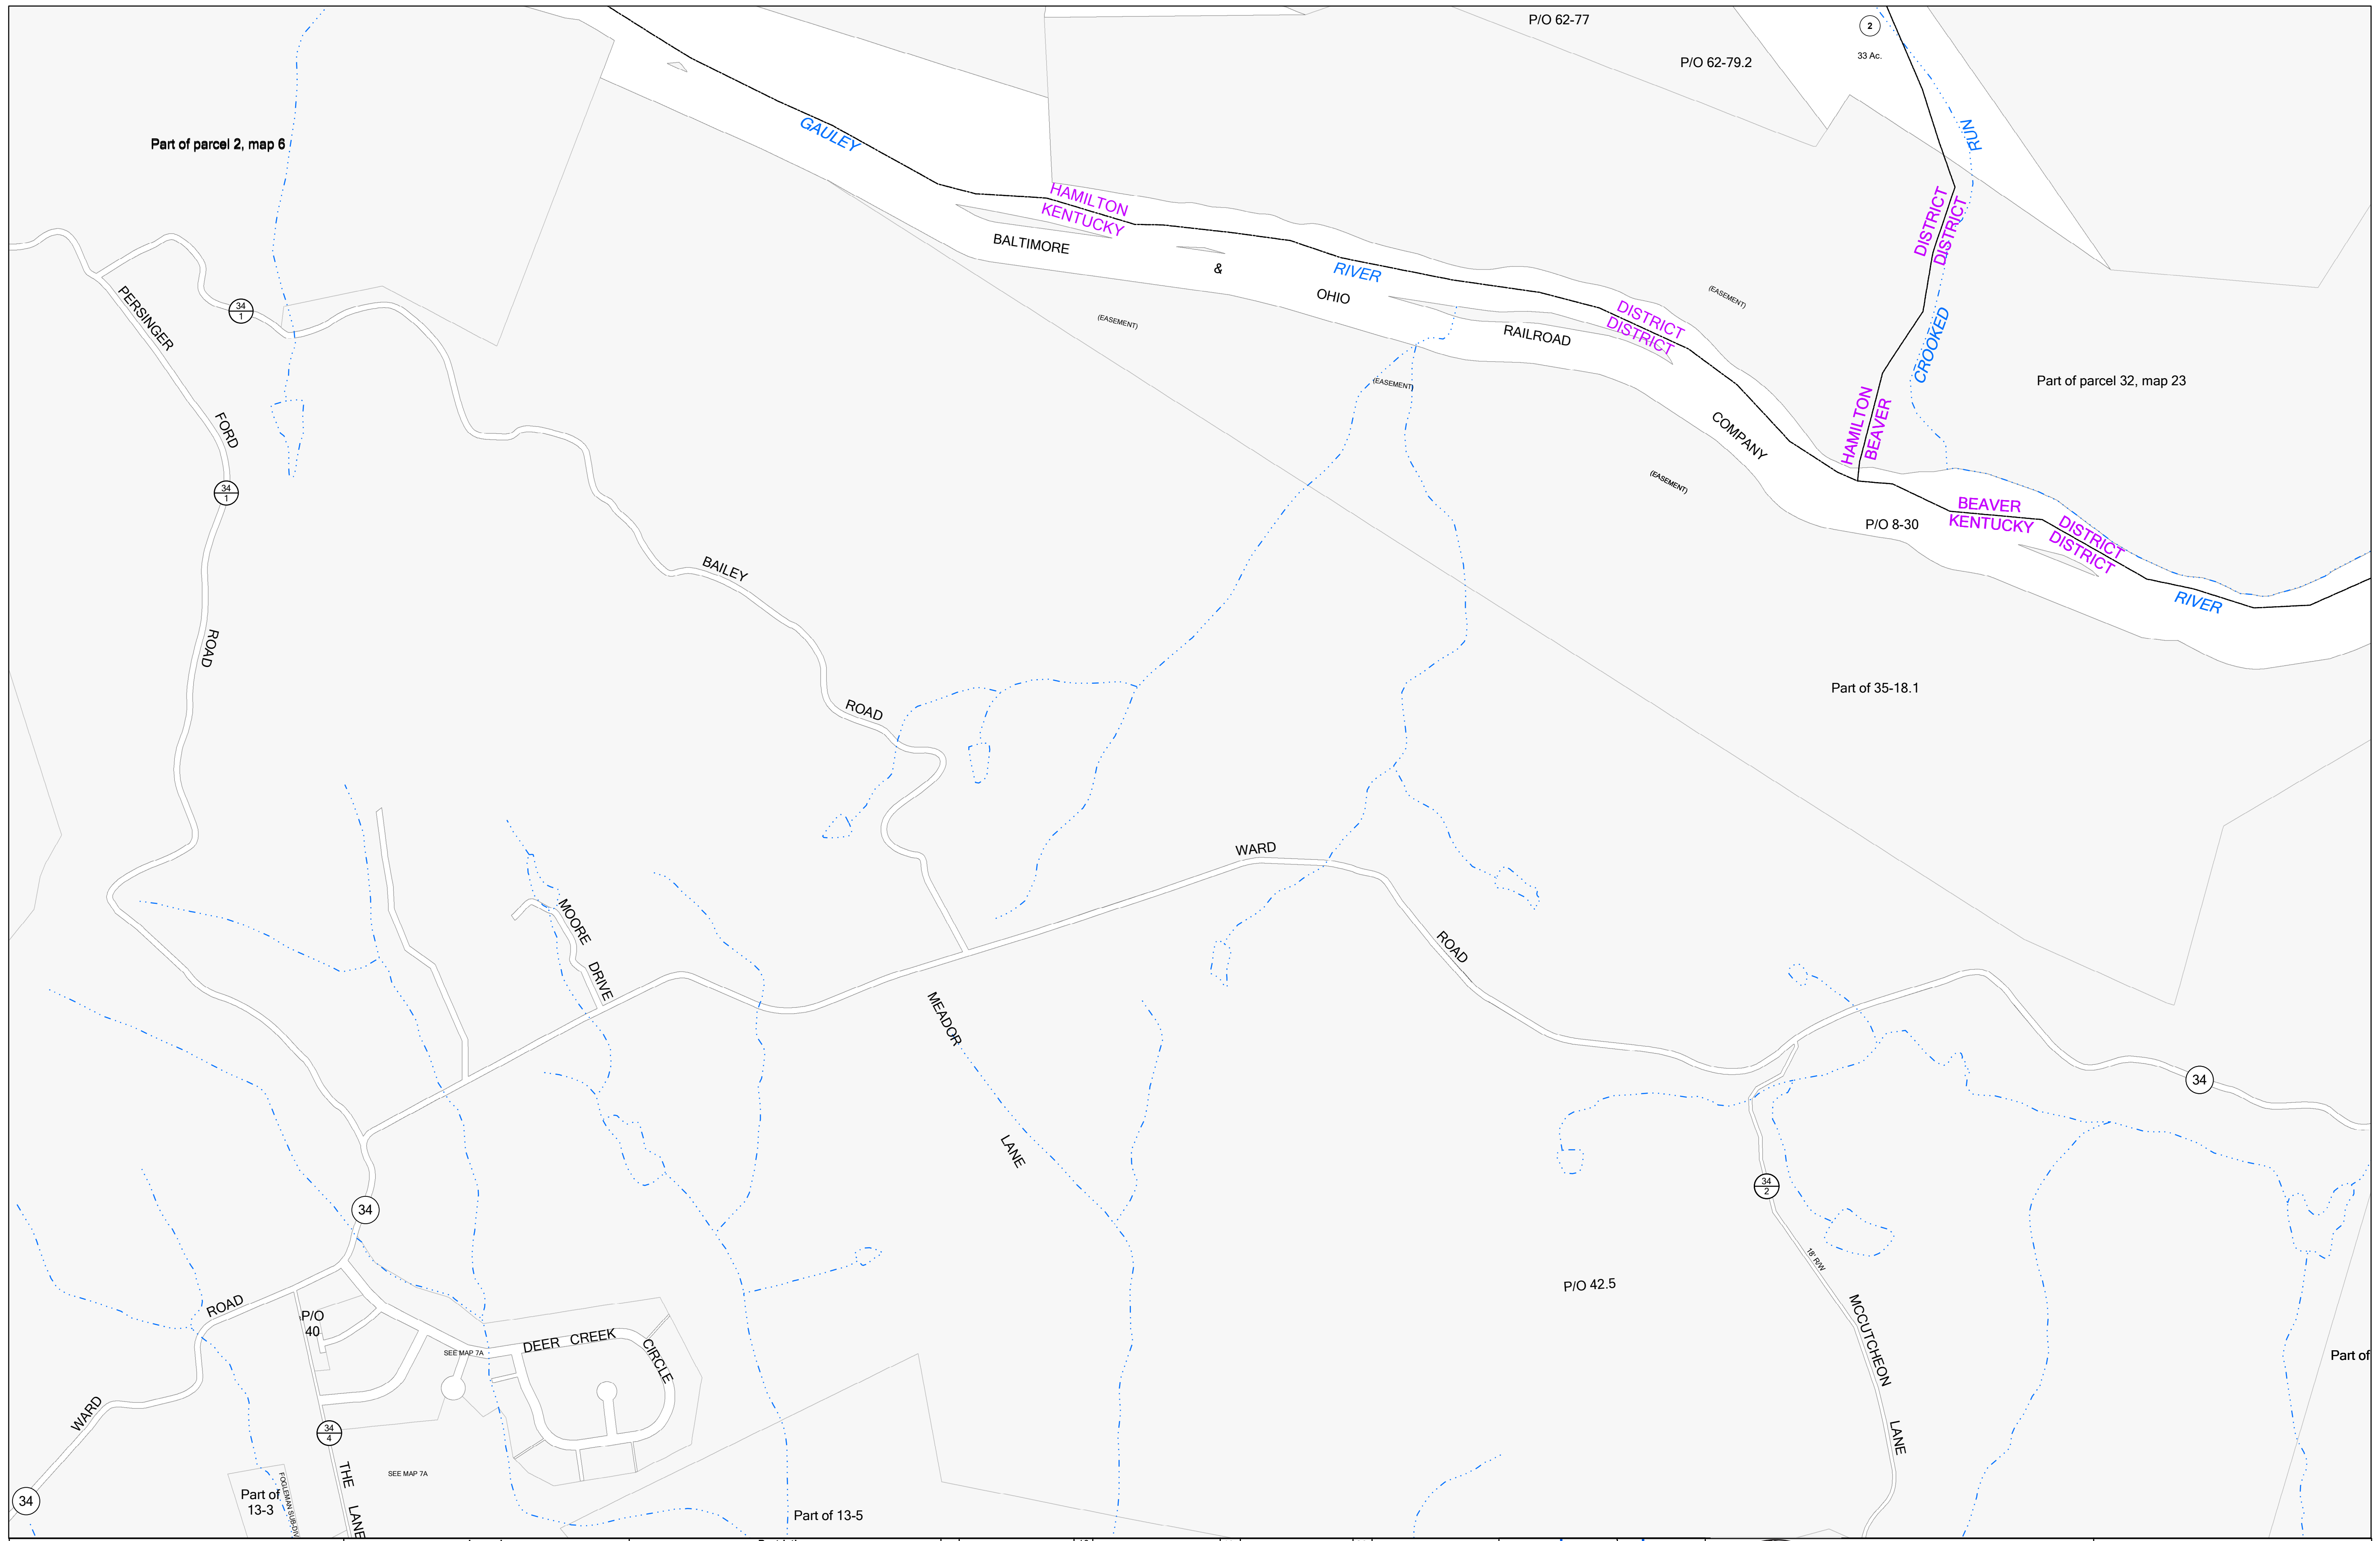 P/O 62-77
2
33 Ac.
P/O 62-79.2
Part of parcel 2, map 6
GAULEY
RUN
HAMILTON
KENTUCKY
DISTRICT
DISTRICT
BALTIMORE
&
RIVER
OHIO
(EASEMENT)
(EASEMENT)
PERSINGER
34
1
DISTRICT
DISTRICT
RAILROAD
CROOKED
(EASEMENT)
Part of parcel 32, map 23
FORD
COMPANY
HAMILTON
BEAVER
34
1
(EASEMENT)
BEAVER
KENTUCKY
DISTRICT
DISTRICT
P/O 8-30
BAILEY
RIVER
ROAD
Part of 35-18.1
ROAD
WARD
MOORE
ROAD
DRIVE
MEADOR
34
LANE
34
2
34
18' R/W
P/O 42.5
ROAD
P/O
40
MCCUTCHEON
DEER CREEK
CIRCLE
SEE MAP 7A
Part of
WARD
34
4
LANE
THE
SEE MAP 7A
34
Part of
13-3
FOGLEMAN SUB-DIV
LANE
Part of 13-5